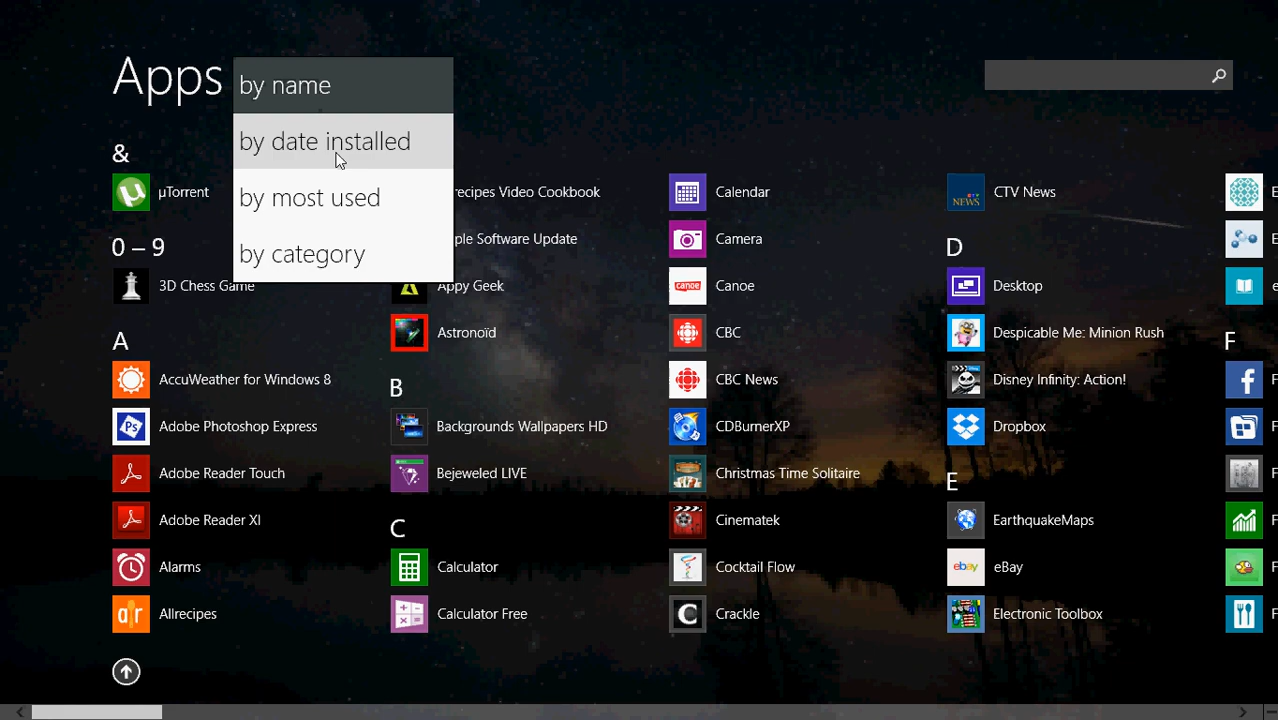 Apps
by name
by date installed
by most used
by category
&
µTorrent
0 – 9
3D Chess Game
A
AccuWeather for Windows 8
Adobe Photoshop Express
Adobe Reader Touch
Adobe Reader XI
Alarms
Allrecipes
recipes Video Cookbook
ple Software Update
Appy Geek
Astronoïd
B
Backgrounds Wallpapers HD
Bejeweled LIVE
C
Calculator
Calculator Free
Calendar
Camera
Canoe
CBC
CBC News
CDBurnerXP
Christmas Time Solitaire
Cinematek
Cocktail Flow
Crackle
CTV News
D
Desktop
Despicable Me: Minion Rush
Disney Infinity: Action!
Dropbox
E
EarthquakeMaps
eBay
Electronic Toolbox
F